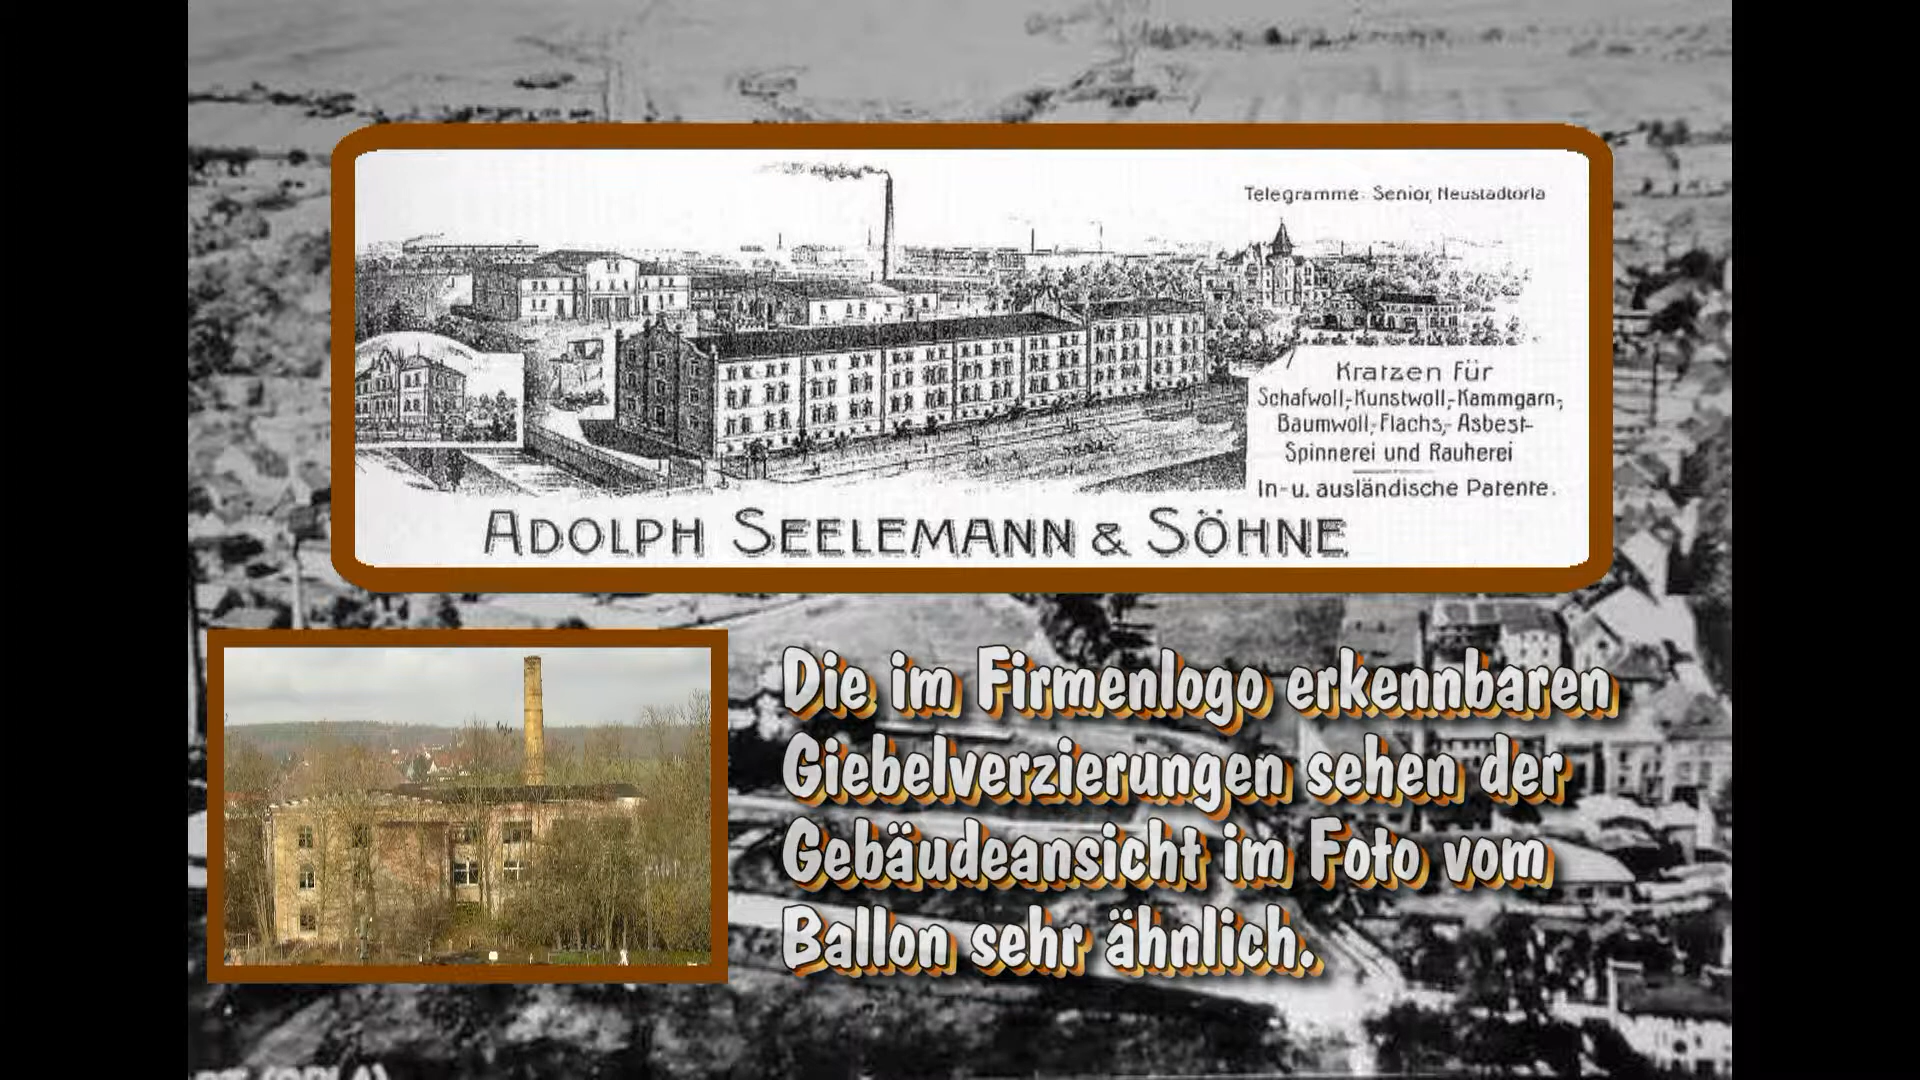 Telegramme: Senior, Neustadtorla
Kratzen für
Schafwoll-, Kunstwoll-, Kammgarn-,
Baumwoll-, Flachs-, Asbest-
Spinnerei und Rauherei
In- u. ausländische Patente.
ADOLPH SEELEMANN & SÖHNE
Die im Firmenlogo erkennbaren
Giebelverzierungen sehen der
Gebäudeansicht im Foto vom
Ballon sehr ähnlich.
(ORLA)